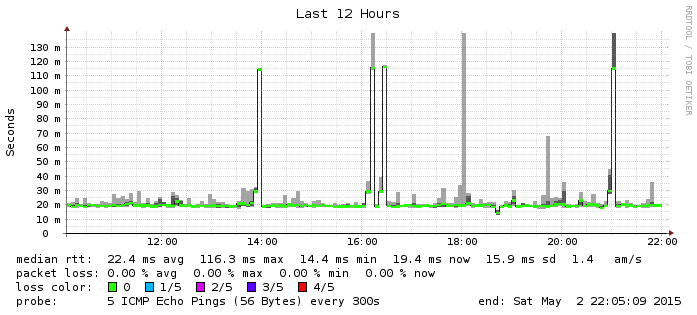 Last 12 Hours
RRDTOOL / TOBI OETIKER
Seconds
130 m
120 m
110 m
100 m
90 m
80 m
70 m
60 m
50 m
40 m
30 m
20 m
10 m
0
12:00 14:00 16:00 18:00 20:00 22:00
median rtt: 22.4 ms avg 116.3 ms max 14.4 ms min 19.4 ms now 15.9 ms sd 1.4 am/s
packet loss: 0.00 % avg 0.00 % max 0.00 % min 0.00 % now
loss color: 0 1/5 2/5 3/5 4/5
probe: 5 ICMP Echo Pings (56 Bytes) every 300s end: Sat May 2 22:05:09 2015